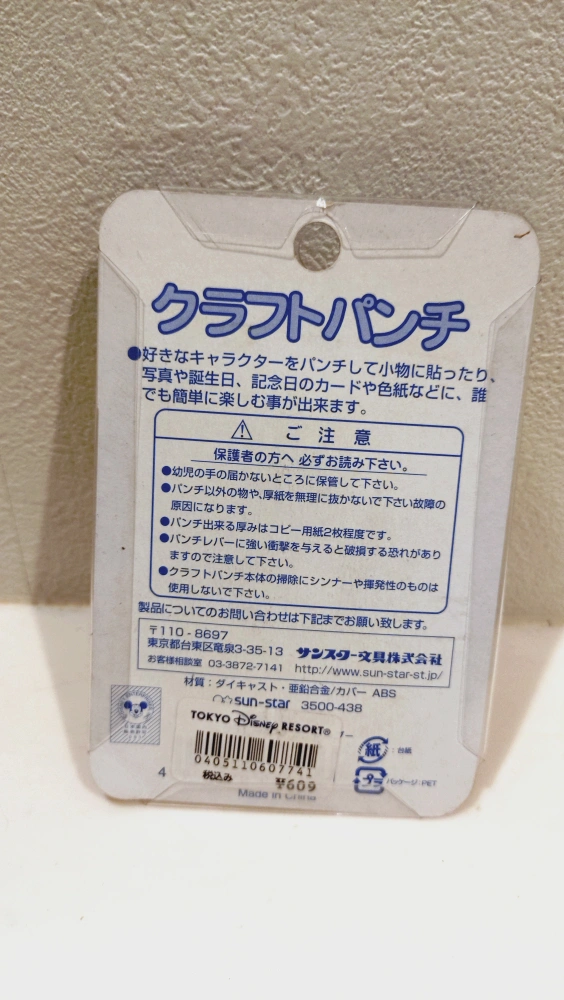 クラフトパンチ
●好きなキャラクターをパンチして小物に貼ったり、
写真や誕生日、記念日のカードや色紙などに、誰
でも簡単に楽しむ事が出来ます。
ご注意
保護者の方へ 必ずお読み下さい。
●幼児の手の届かないところに保管して下さい。
●パンチ以外の物や、厚紙を無理に抜かないで下さい故障の
原因になります。
●パンチ出来る厚みはコピー用紙2枚程度です。
●パンチレバーに強い衝撃を与えると破損する恐れがあり
ますので注意して下さい。
●クラフトパンチ本体の掃除にシンナーや揮発性のものは
使用しないで下さい。
製品についてのお問い合わせは下記までお願い致します。
〒110-8697
東京都台東区竜泉3-35-13 サンスター文具株式会社
お客様相談室 03-3872-7141 http://www.sun-star-st.jp/
材質：ダイキャスト・亜鉛合金/カバー ABS
sun-star 3500-438
TOKYO Disney RESORT®
0405110607741
税込み 609
4
Made in China
紙：台紙
プラ パッケージ：PET